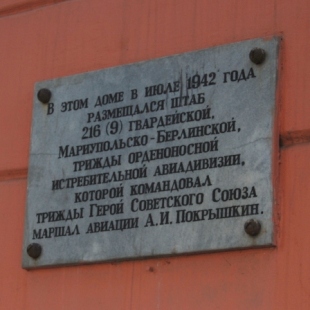 В ЭТОМ ДОМЕ В ИЮЛЕ 1942 ГОДА
РАЗМЕЩАЛСЯ ШТАБ
216 (9) ГВАРДЕЙСКОЙ,
МАРИУПОЛЬСКО-БЕРЛИНСКОЙ,
ТРИЖДЫ ОРДЕНОНОСНОЙ
ИСТРЕБИТЕЛЬНОЙ АВИАДИВИЗИИ,
КОТОРОЙ КОМАНДОВАЛ
ТРИЖДЫ ГЕРОЙ СОВЕТСКОГО СОЮЗА
МАРШАЛ АВИАЦИИ А.И. ПОКРЫШКИН.